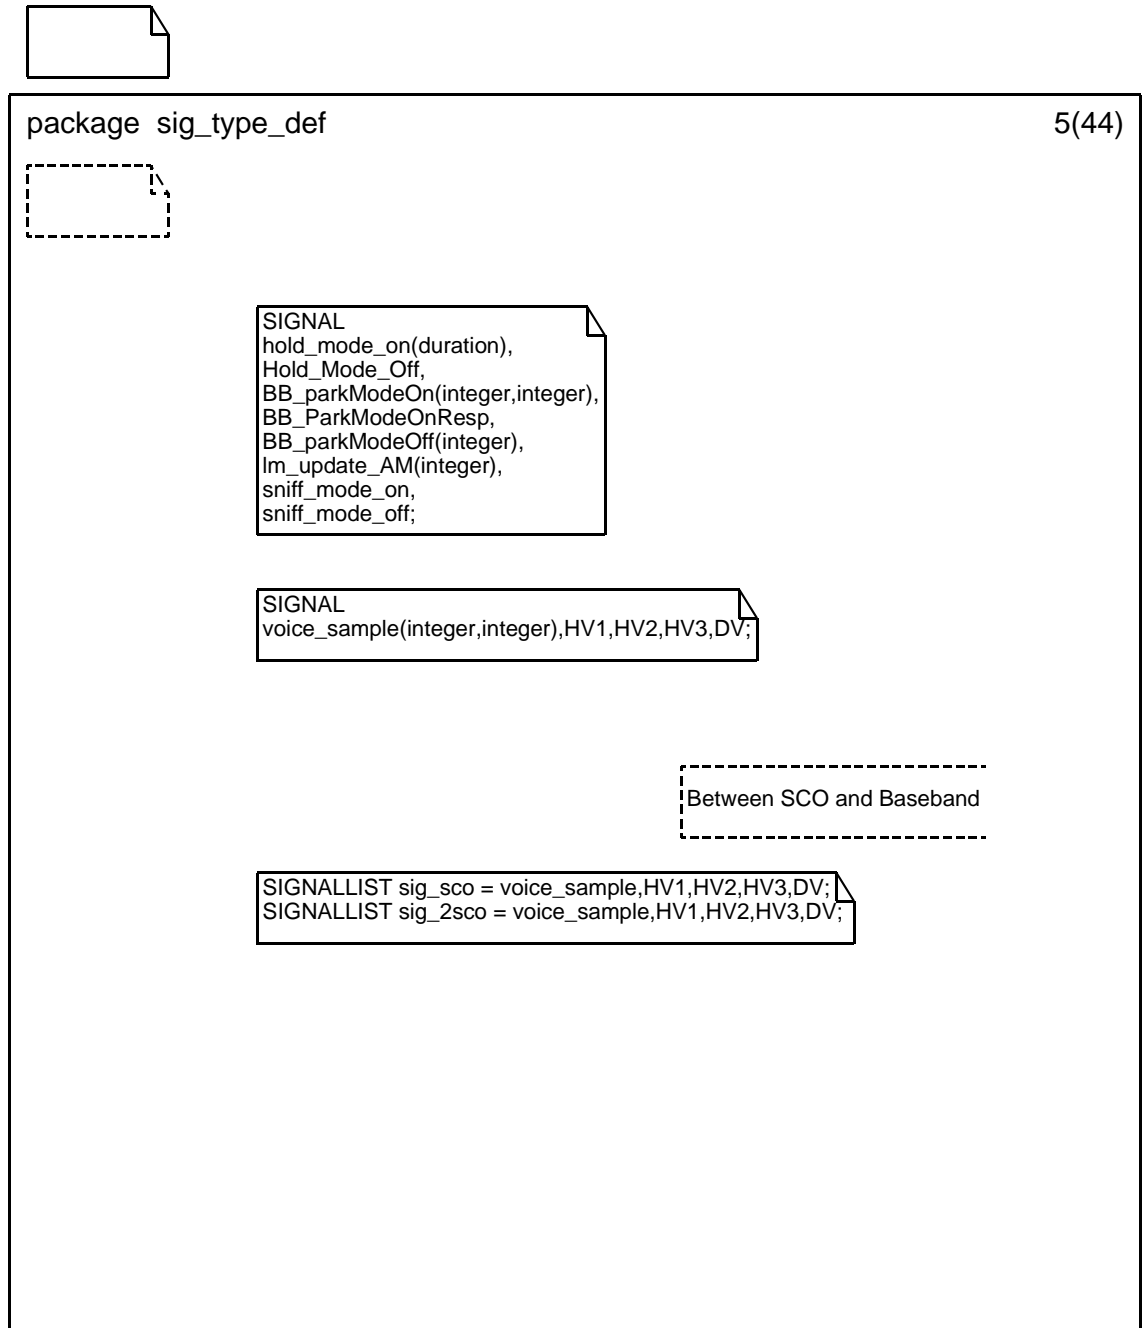 package sig_type_def
5(44)
SIGNAL
hold_mode_on(duration),
Hold_Mode_Off,
BB_parkModeOn(integer,integer),
BB_ParkModeOnResp,
BB_parkModeOff(integer),
lm_update_AM(integer),
sniff_mode_on,
sniff_mode_off;
SIGNAL
voice_sample(integer,integer),HV1,HV2,HV3,DV;
Between SCO and Baseband
SIGNALLIST sig_sco = voice_sample,HV1,HV2,HV3,DV;
SIGNALLIST sig_2sco = voice_sample,HV1,HV2,HV3,DV;